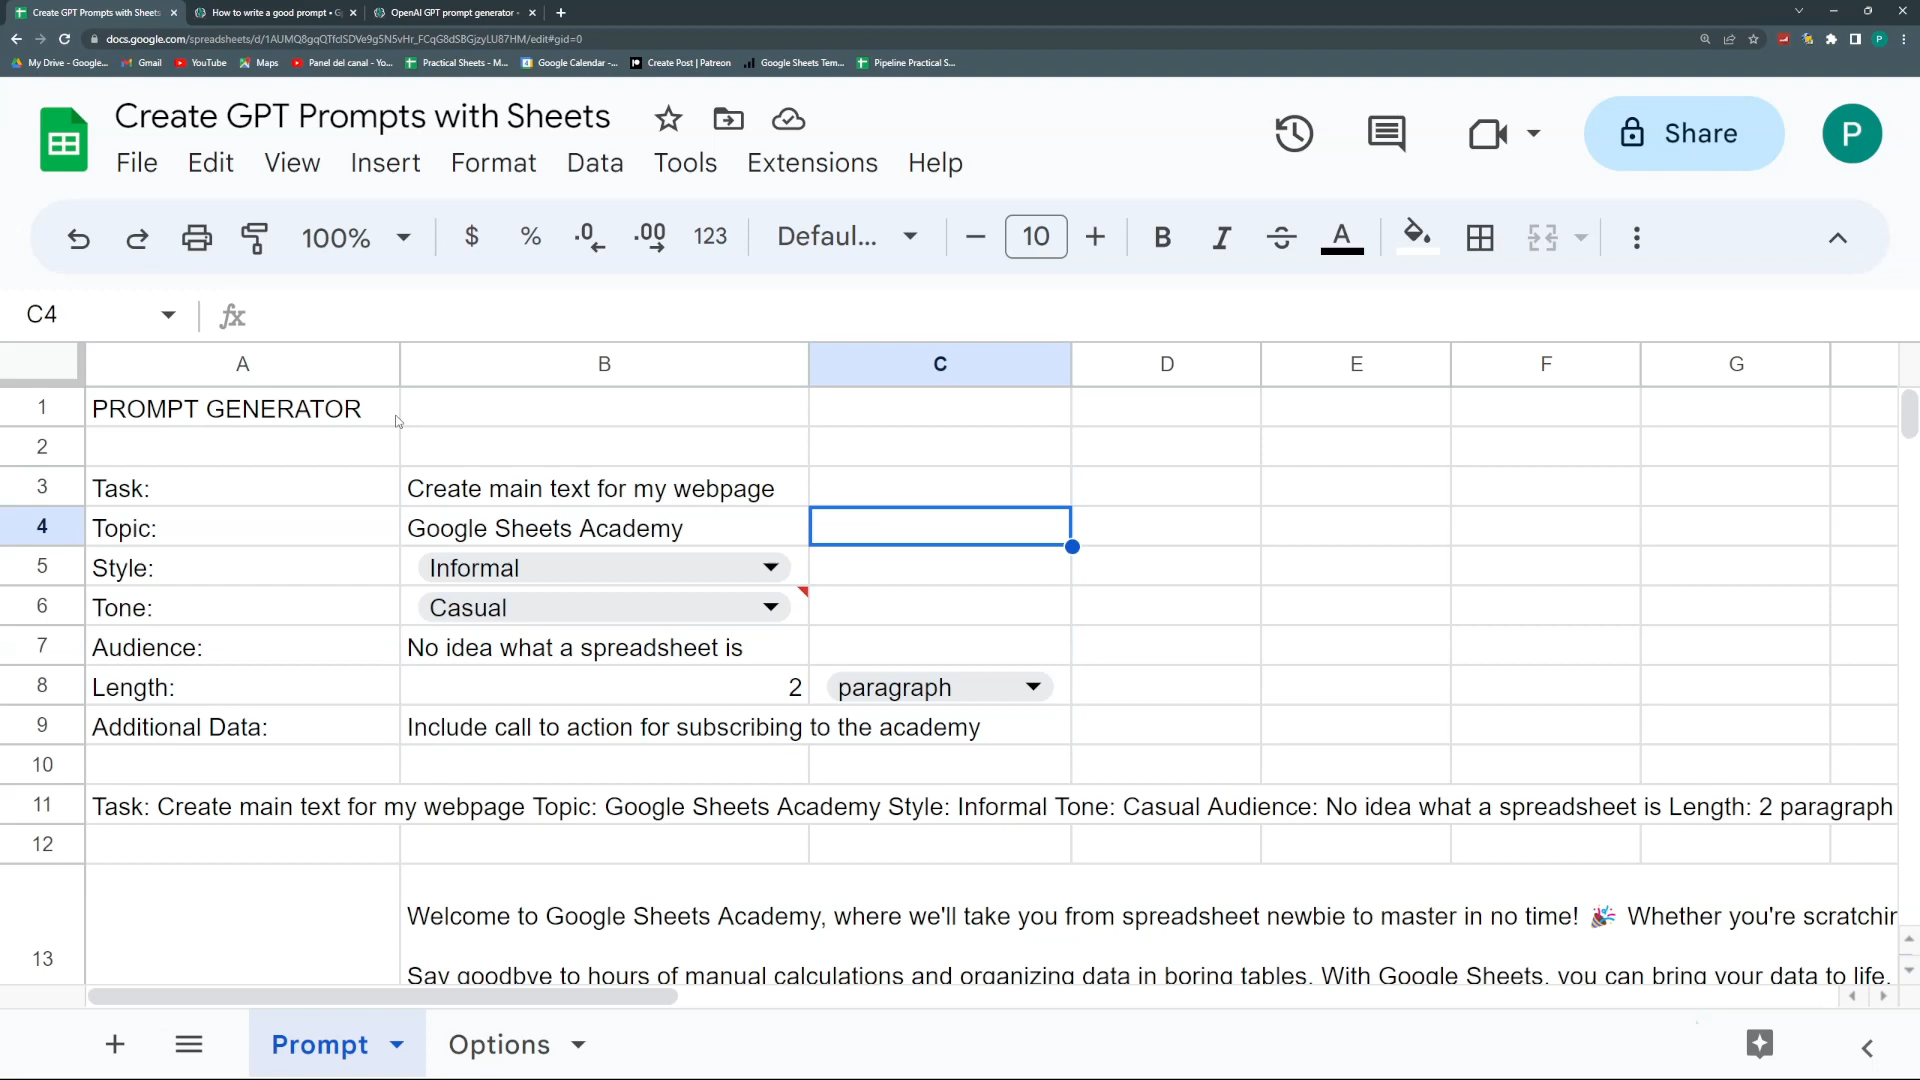 Create GPT Prompts with Sheets
How to write a good prompt • G
OpenAI GPT prompt generator -
docs.google.com/spreadsheets/d/1AUMQ8gqQTfclSDVe9g5N5vHr_FCqG8dSBGjzyLU87HM/edit#gid=0
P
My Drive - Google...
Gmail
YouTube
Maps
Panel del canal - Yo...
Practical Sheets - M...
Google Calendar -...
Create Post | Patreon
Google Sheets Tem...
Pipeline Practical S...
Create GPT Prompts with Sheets
Share
P
File Edit View Insert Format Data Tools Extensions Help
100% $ % .0 .00 123 Defaul... 10 B I S A
C4 fx
A B C D E F G
1 PROMPT GENERATOR
2
3 Task: Create main text for my webpage
4 Topic: Google Sheets Academy
5 Style: Informal
6 Tone: Casual
7 Audience: No idea what a spreadsheet is
8 Length: 2 paragraph
9 Additional Data: Include call to action for subscribing to the academy
10
11 Task: Create main text for my webpage Topic: Google Sheets Academy Style: Informal Tone: Casual Audience: No idea what a spreadsheet is Length: 2 paragraph
12
Welcome to Google Sheets Academy, where we'll take you from spreadsheet newbie to master in no time! 🎉 Whether you're scratchin
13
Say goodbye to hours of manual calculations and organizing data in boring tables. With Google Sheets, you can bring your data to life,
Prompt Options